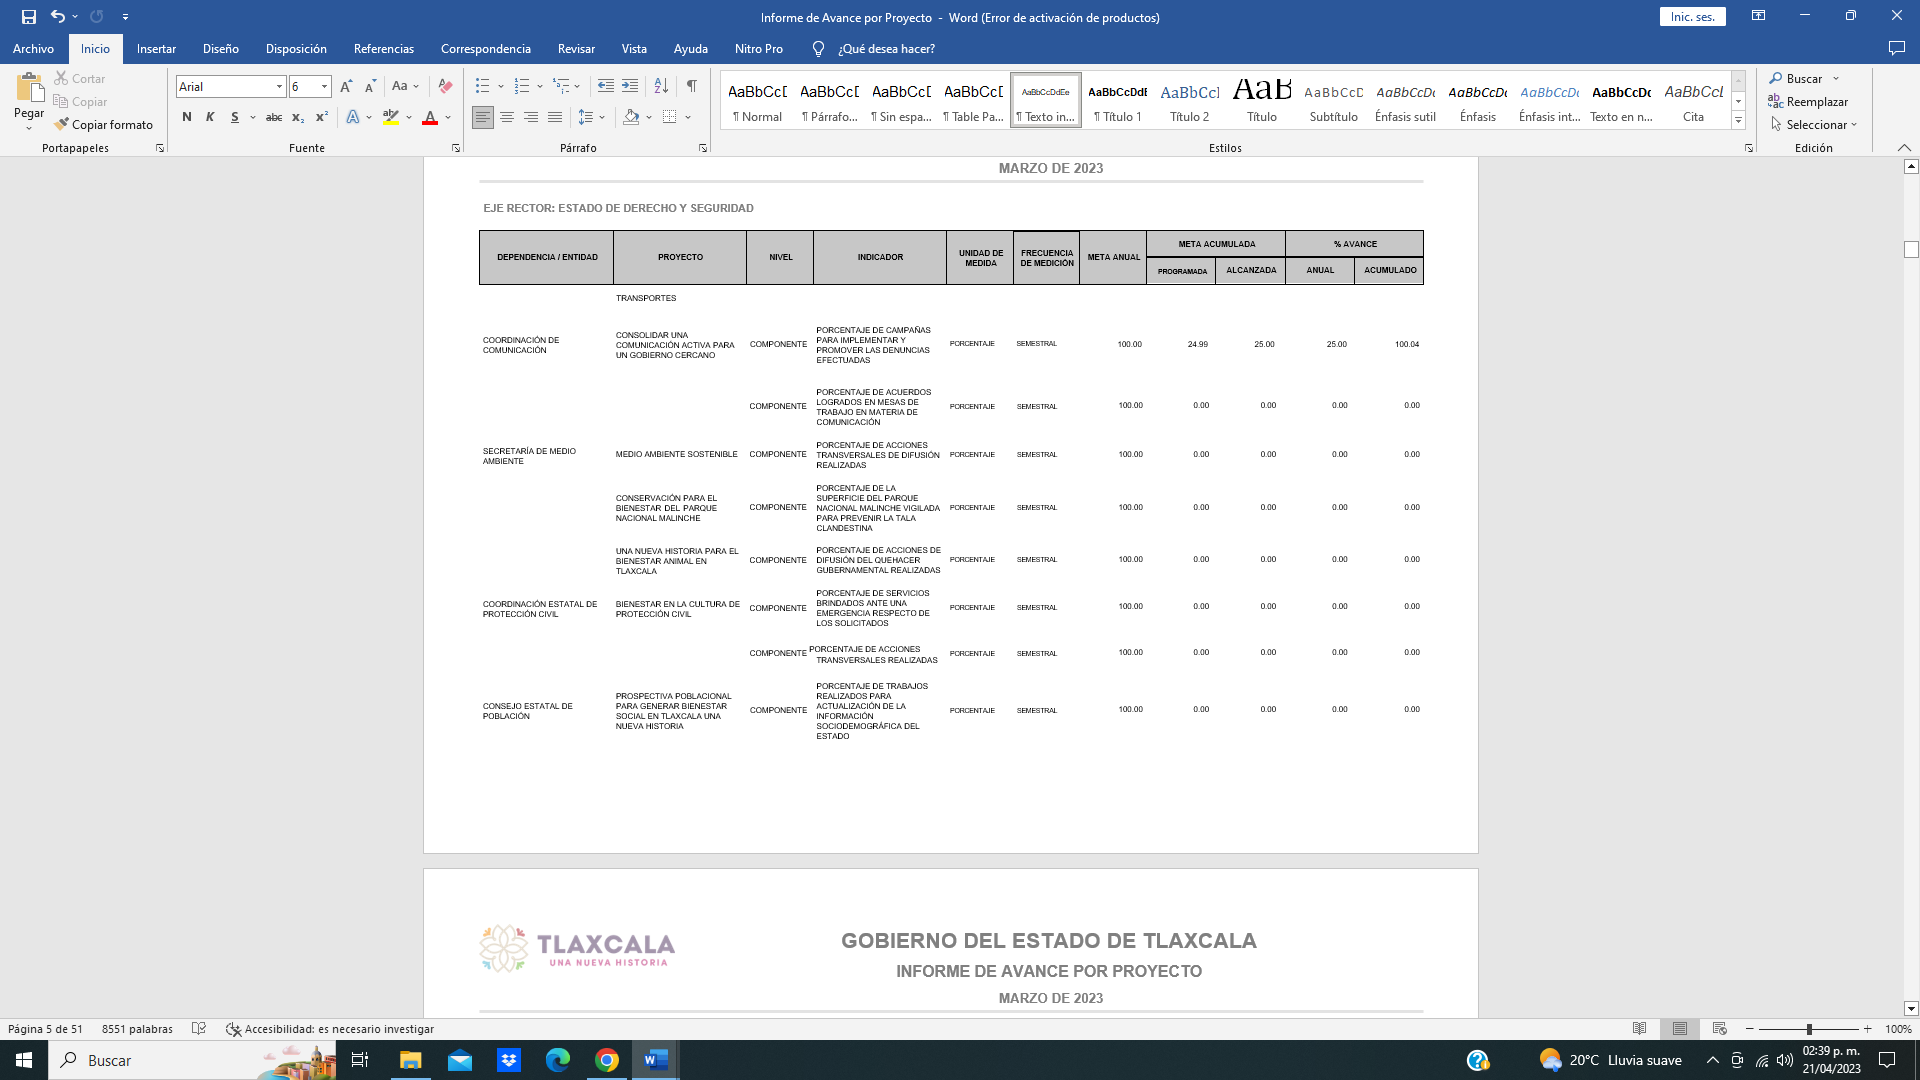 Informe de Avance por Proyecto - Word (Error de activación de productos)
Inic. ses.
Archivo Inicio Insertar Diseño Disposición Referencias Correspondencia Revisar Vista Ayuda Nitro Pro ¿Qué desea hacer?
Pegar
Cortar
Copiar
Copiar formato
Portapapeles
Arial 6
Aa
N K S abc x₂ x²
A A
Fuente
Párrafo
AaBbCcI AaBbCcI AaBbCcI AaBbCcI AaBbCcDdEe AaBbCcDdE AaBbCcI AaB AaBbCcD AaBbCcDc AaBbCcDc AaBbCcDc AaBbCcDc AaBbCcL
¶ Normal ¶ Párrafo... ¶ Sin espa... ¶ Table Pa... ¶ Texto in... ¶ Título 1 Título 2 Título Subtítulo Énfasis sutil Énfasis Énfasis int... Texto en n... Cita
Estilos
Buscar
Reemplazar
Seleccionar
Edición
MARZO DE 2023
EJE RECTOR: ESTADO DE DERECHO Y SEGURIDAD
DEPENDENCIA / ENTIDAD PROYECTO NIVEL INDICADOR UNIDAD DE MEDIDA FRECUENCIA DE MEDICIÓN META ANUAL META ACUMULADA % AVANCE
PROGRAMADA ALCANZADA ANUAL ACUMULADO
TRANSPORTES
COORDINACIÓN DE COMUNICACIÓN CONSOLIDAR UNA COMUNICACIÓN ACTIVA PARA UN GOBIERNO CERCANO COMPONENTE PORCENTAJE DE CAMPAÑAS PARA IMPLEMENTAR Y PROMOVER LAS DENUNCIAS EFECTUADAS PORCENTAJE SEMESTRAL 100.00 24.99 25.00 25.00 100.04
COMPONENTE PORCENTAJE DE ACUERDOS LOGRADOS EN MESAS DE TRABAJO EN MATERIA DE COMUNICACIÓN PORCENTAJE SEMESTRAL 100.00 0.00 0.00 0.00 0.00
SECRETARÍA DE MEDIO AMBIENTE MEDIO AMBIENTE SOSTENIBLE COMPONENTE PORCENTAJE DE ACCIONES TRANSVERSALES DE DIFUSIÓN REALIZADAS PORCENTAJE SEMESTRAL 100.00 0.00 0.00 0.00 0.00
CONSERVACIÓN PARA EL BIENESTAR DEL PARQUE NACIONAL MALINCHE COMPONENTE PORCENTAJE DE LA SUPERFICIE DEL PARQUE NACIONAL MALINCHE VIGILADA PARA PREVENIR LA TALA CLANDESTINA PORCENTAJE SEMESTRAL 100.00 0.00 0.00 0.00 0.00
UNA NUEVA HISTORIA PARA EL BIENESTAR ANIMAL EN TLAXCALA COMPONENTE PORCENTAJE DE ACCIONES DE DIFUSIÓN DEL QUEHACER GUBERNAMENTAL REALIZADAS PORCENTAJE SEMESTRAL 100.00 0.00 0.00 0.00 0.00
COORDINACIÓN ESTATAL DE PROTECCIÓN CIVIL BIENESTAR EN LA CULTURA DE PROTECCIÓN CIVIL COMPONENTE PORCENTAJE DE SERVICIOS BRINDADOS ANTE UNA EMERGENCIA RESPECTO DE LOS SOLICITADOS PORCENTAJE SEMESTRAL 100.00 0.00 0.00 0.00 0.00
COMPONENTE PORCENTAJE DE ACCIONES TRANSVERSALES REALIZADAS PORCENTAJE SEMESTRAL 100.00 0.00 0.00 0.00 0.00
CONSEJO ESTATAL DE POBLACIÓN PROSPECTIVA POBLACIONAL PARA GENERAR BIENESTAR SOCIAL EN TLAXCALA UNA NUEVA HISTORIA COMPONENTE PORCENTAJE DE TRABAJOS REALIZADOS PARA ACTUALIZACIÓN DE LA INFORMACIÓN SOCIODEMOGRÁFICA DEL ESTADO PORCENTAJE SEMESTRAL 100.00 0.00 0.00 0.00 0.00
TLAXCALA
UNA NUEVA HISTORIA
GOBIERNO DEL ESTADO DE TLAXCALA
INFORME DE AVANCE POR PROYECTO
MARZO DE 2023
Página 5 de 51 8551 palabras Accesibilidad: es necesario investigar 100%
Buscar
20°C Lluvia suave
02:39 p. m.
21/04/2023